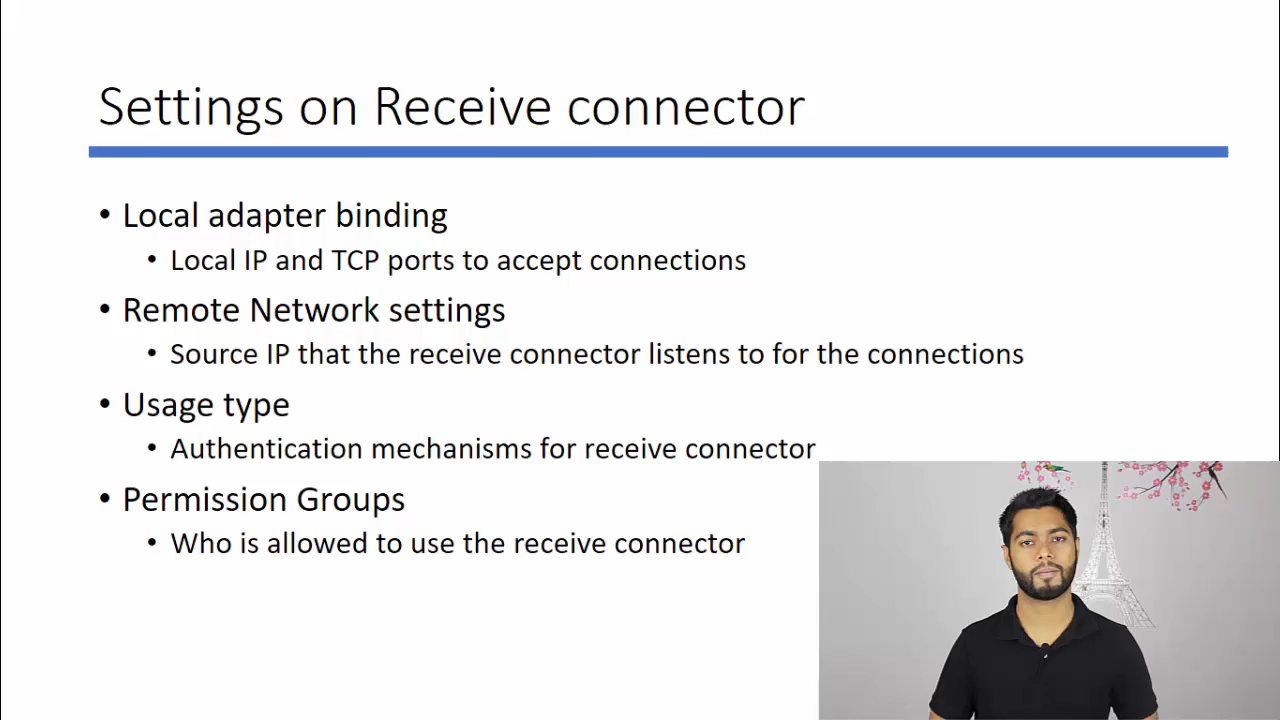 Settings on Receive connector
• Local adapter binding
• Local IP and TCP ports to accept connections
• Remote Network settings
• Source IP that the receive connector listens to for the connections
• Usage type
• Authentication mechanisms for receive connector
• Permission Groups
• Who is allowed to use the receive connector